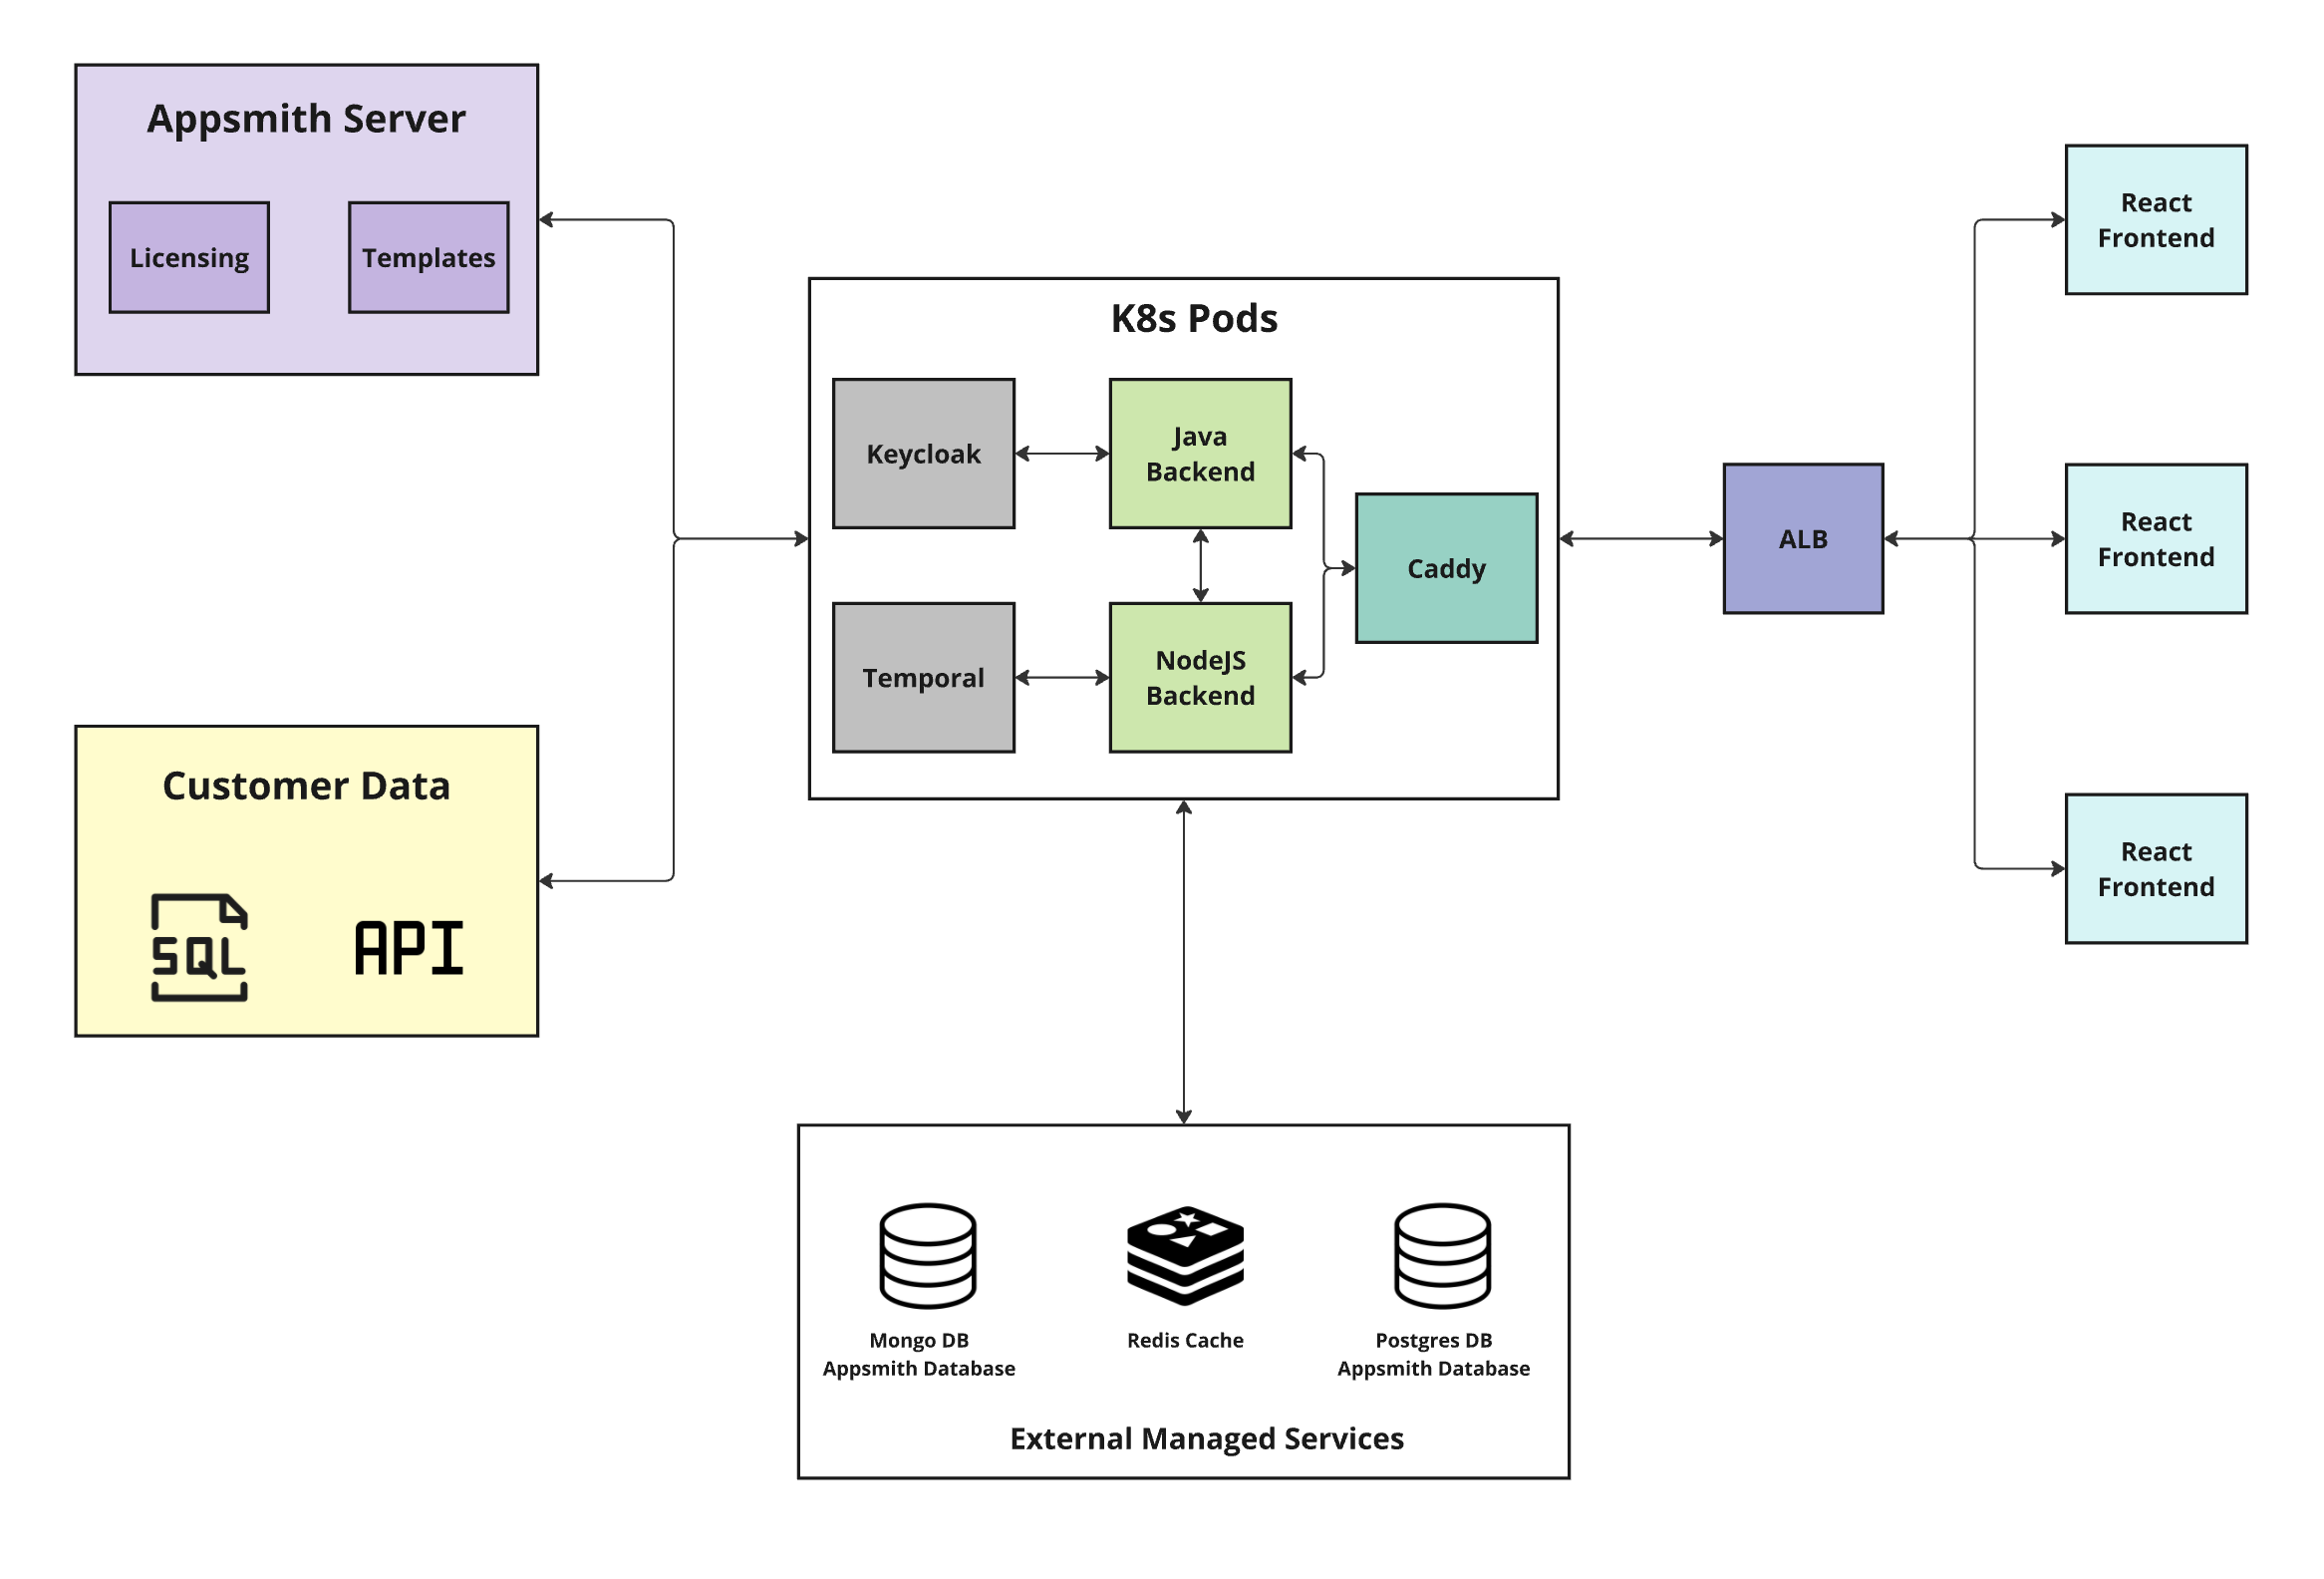 Appsmith Server
Licensing
Templates
Customer Data
SQL
API
K8s Pods
Keycloak
Java
Backend
Temporal
NodeJS
Backend
Caddy
ALB
React
Frontend
React
Frontend
React
Frontend
Mongo DB
Appsmith Database
Redis Cache
Postgres DB
Appsmith Database
External Managed Services